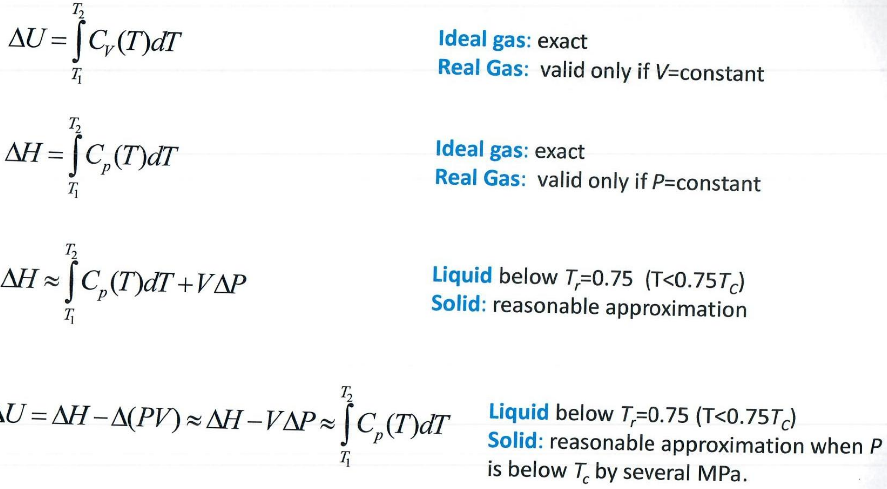 ΔU = ∫_{T₁}^{T₂} C_V(T)dT
Ideal gas: exact
Real Gas: valid only if V=constant
ΔH = ∫_{T₁}^{T₂} C_p(T)dT
Ideal gas: exact
Real Gas: valid only if P=constant
ΔH ≈ ∫_{T₁}^{T₂} C_p(T)dT + VΔP
Liquid below T_r=0.75 (T<0.75T_c)
Solid: reasonable approximation
ΔU = ΔH − Δ(PV) ≈ ΔH − VΔP ≈ ∫_{T₁}^{T₂} C_p(T)dT
Liquid below T_r=0.75 (T<0.75T_c)
Solid: reasonable approximation when P
is below T_c by several MPa.